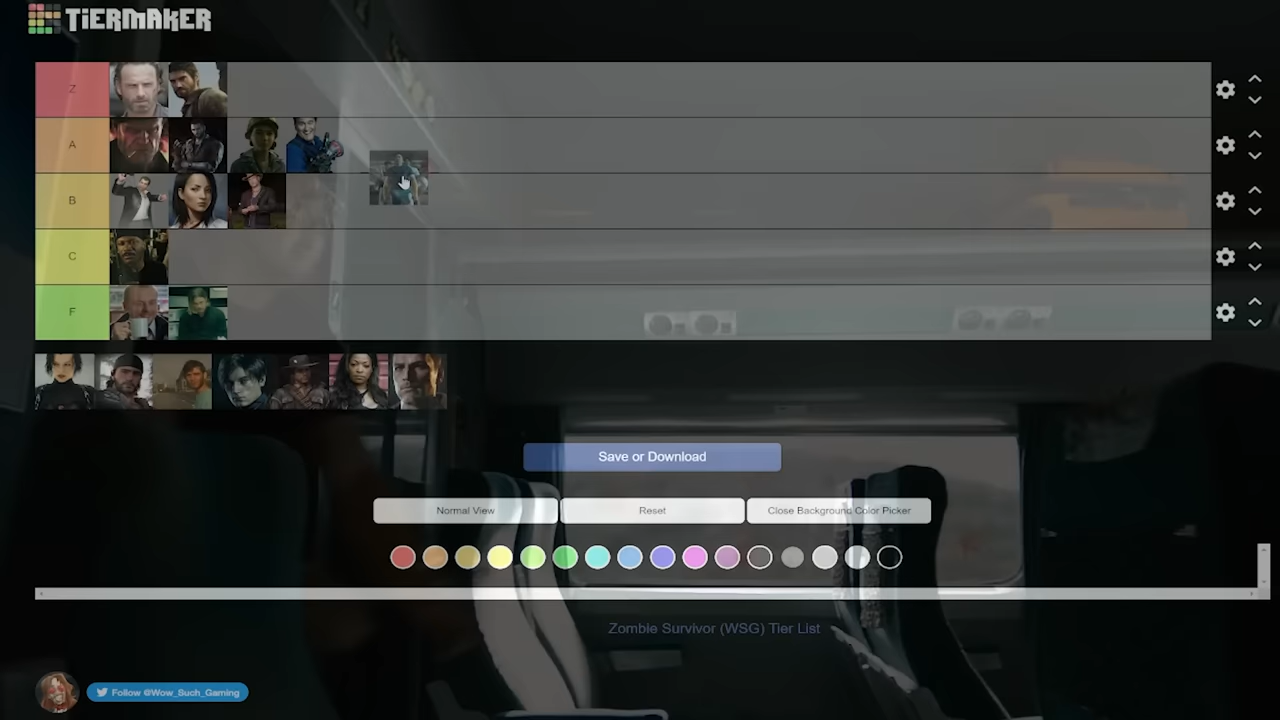 TiERMAKER
Z
A
B
C
F
Save or Download
Normal View
Reset
Close Background Color Picker
Zombie Survivor (WSG) Tier List
Follow @Wow_Such_Gaming